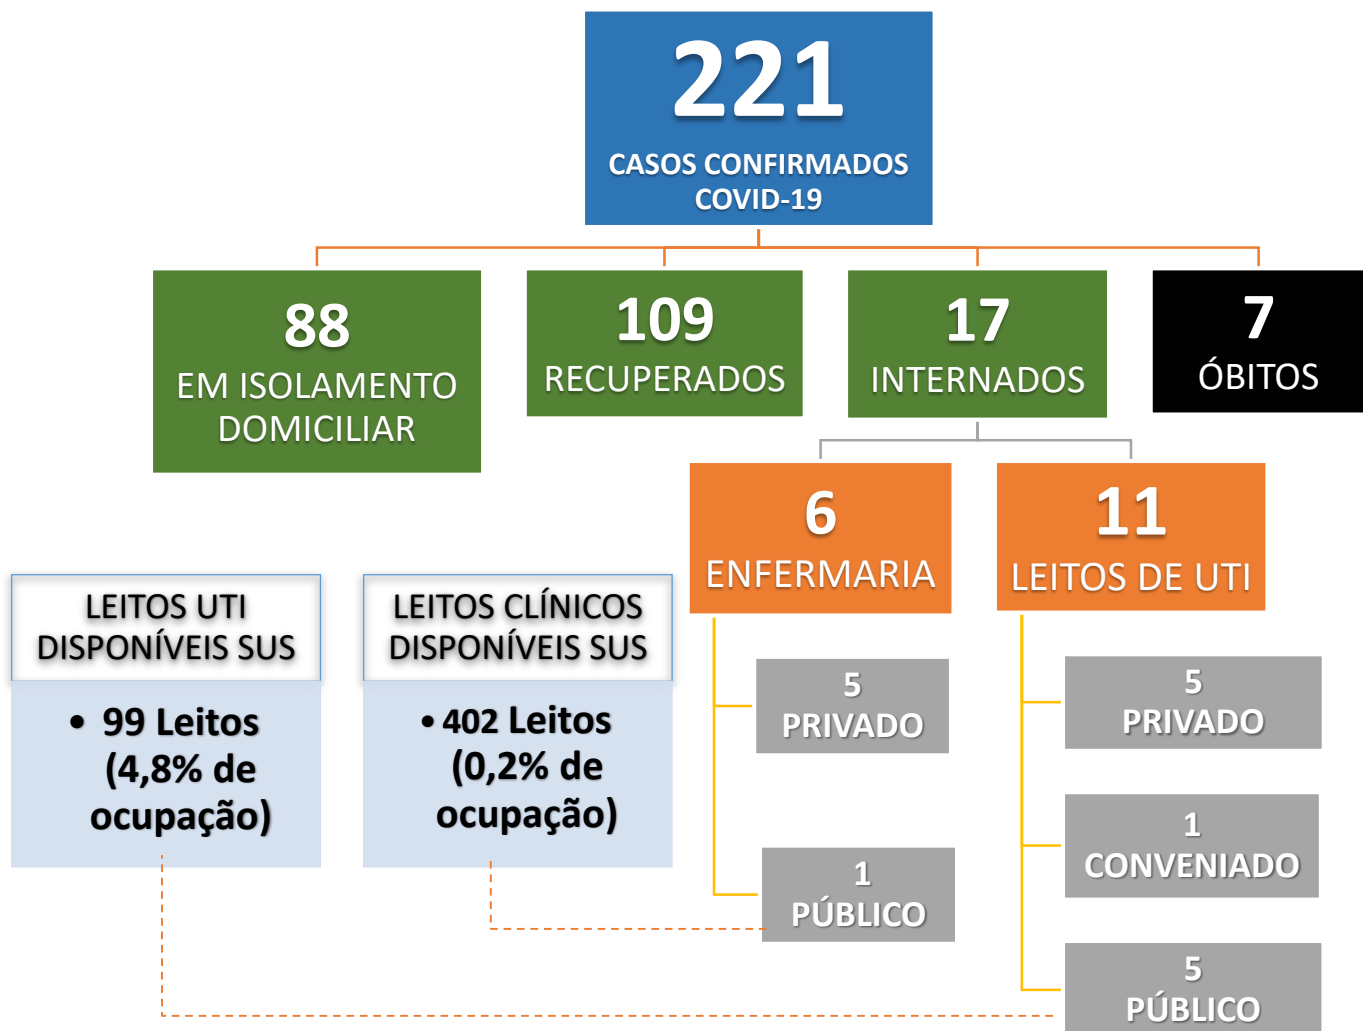 221
CASOS CONFIRMADOS
COVID-19
88
EM ISOLAMENTO
DOMICILIAR
109
RECUPERADOS
17
INTERNADOS
7
ÓBITOS
6
ENFERMARIA
11
LEITOS DE UTI
LEITOS UTI
DISPONÍVEIS SUS
• 99 Leitos
(4,8% de
ocupação)
LEITOS CLÍNICOS
DISPONÍVEIS SUS
• 402 Leitos
(0,2% de
ocupação)
5
PRIVADO
1
PÚBLICO
5
PRIVADO
1
CONVENIADO
5
PÚBLICO